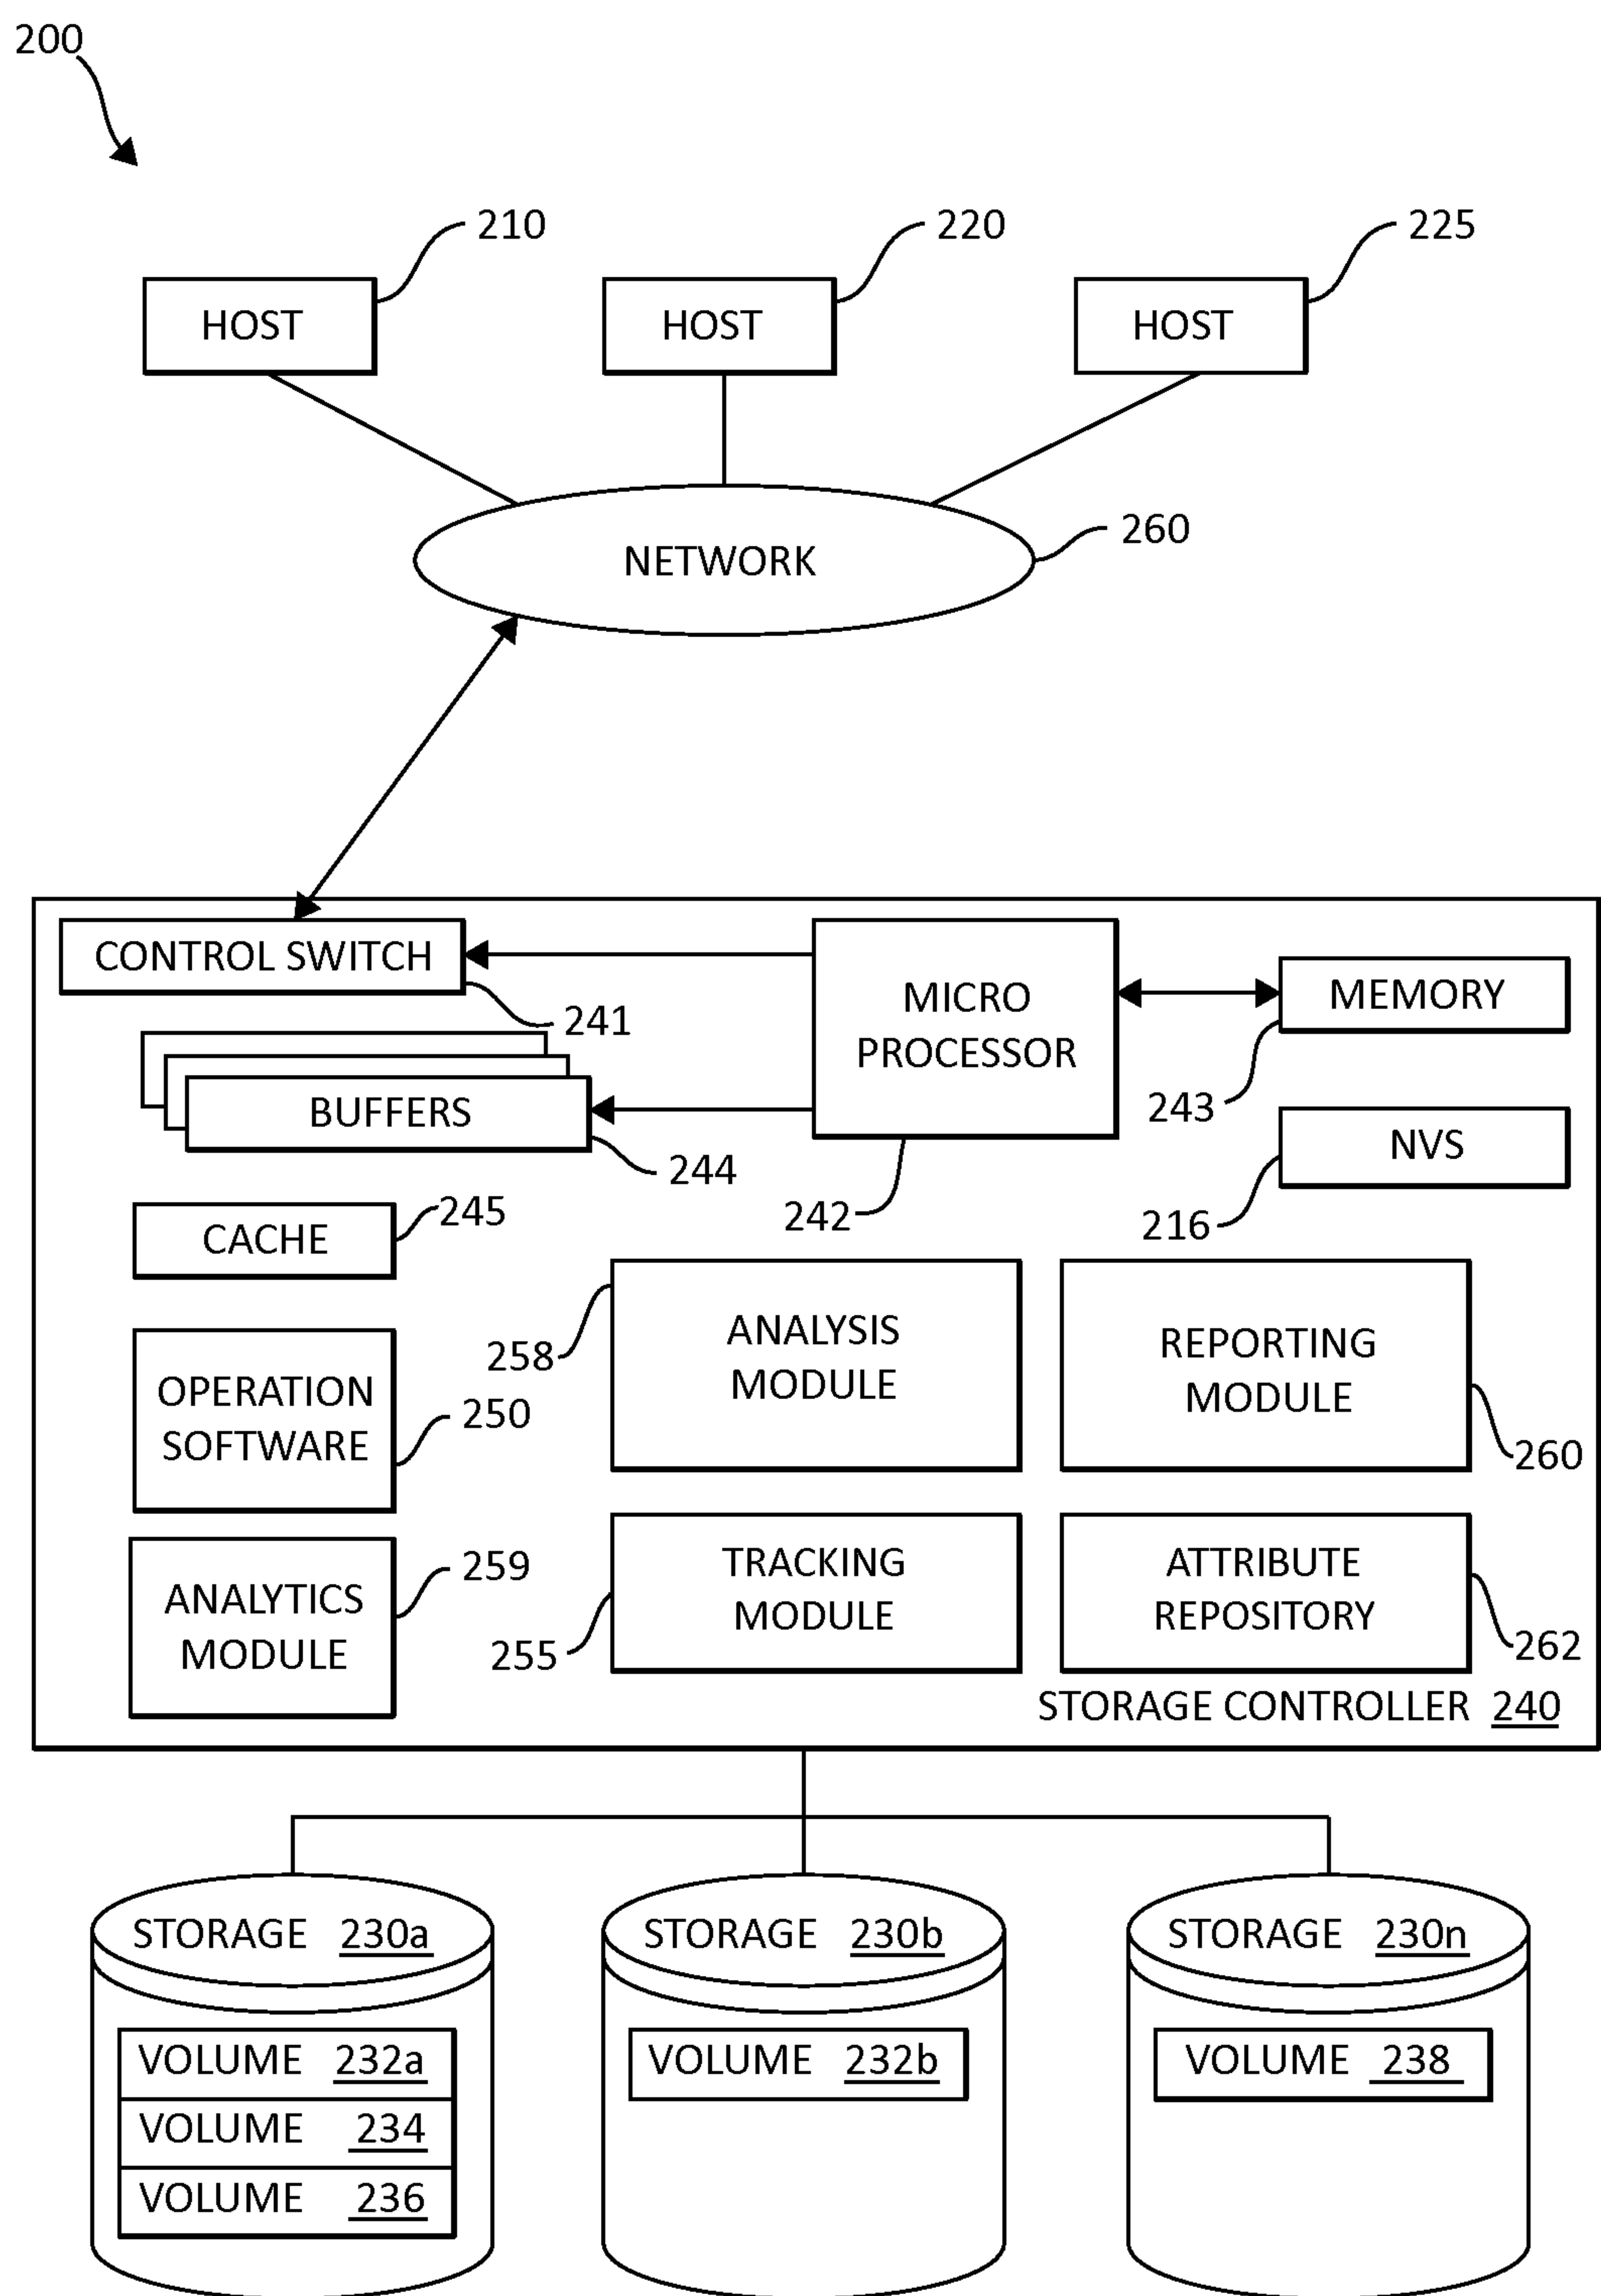 200
210
220
225
HOST
HOST
HOST
260
NETWORK
CONTROL SWITCH
241
MICRO
PROCESSOR
242
MEMORY
243
BUFFERS
244
NVS
216
CACHE
245
ANALYSIS
MODULE
258
REPORTING
MODULE
260
OPERATION
SOFTWARE
250
ANALYTICS
MODULE
259
TRACKING
MODULE
255
ATTRIBUTE
REPOSITORY
262
STORAGE CONTROLLER 240
STORAGE 230a
VOLUME 232a
VOLUME 234
VOLUME 236
STORAGE 230b
VOLUME 232b
STORAGE 230n
VOLUME 238